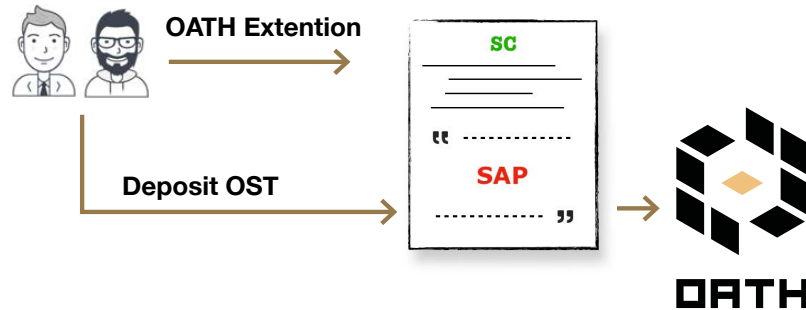 OATH Extention
SC
“
SAP
Deposit OST
”
OATH